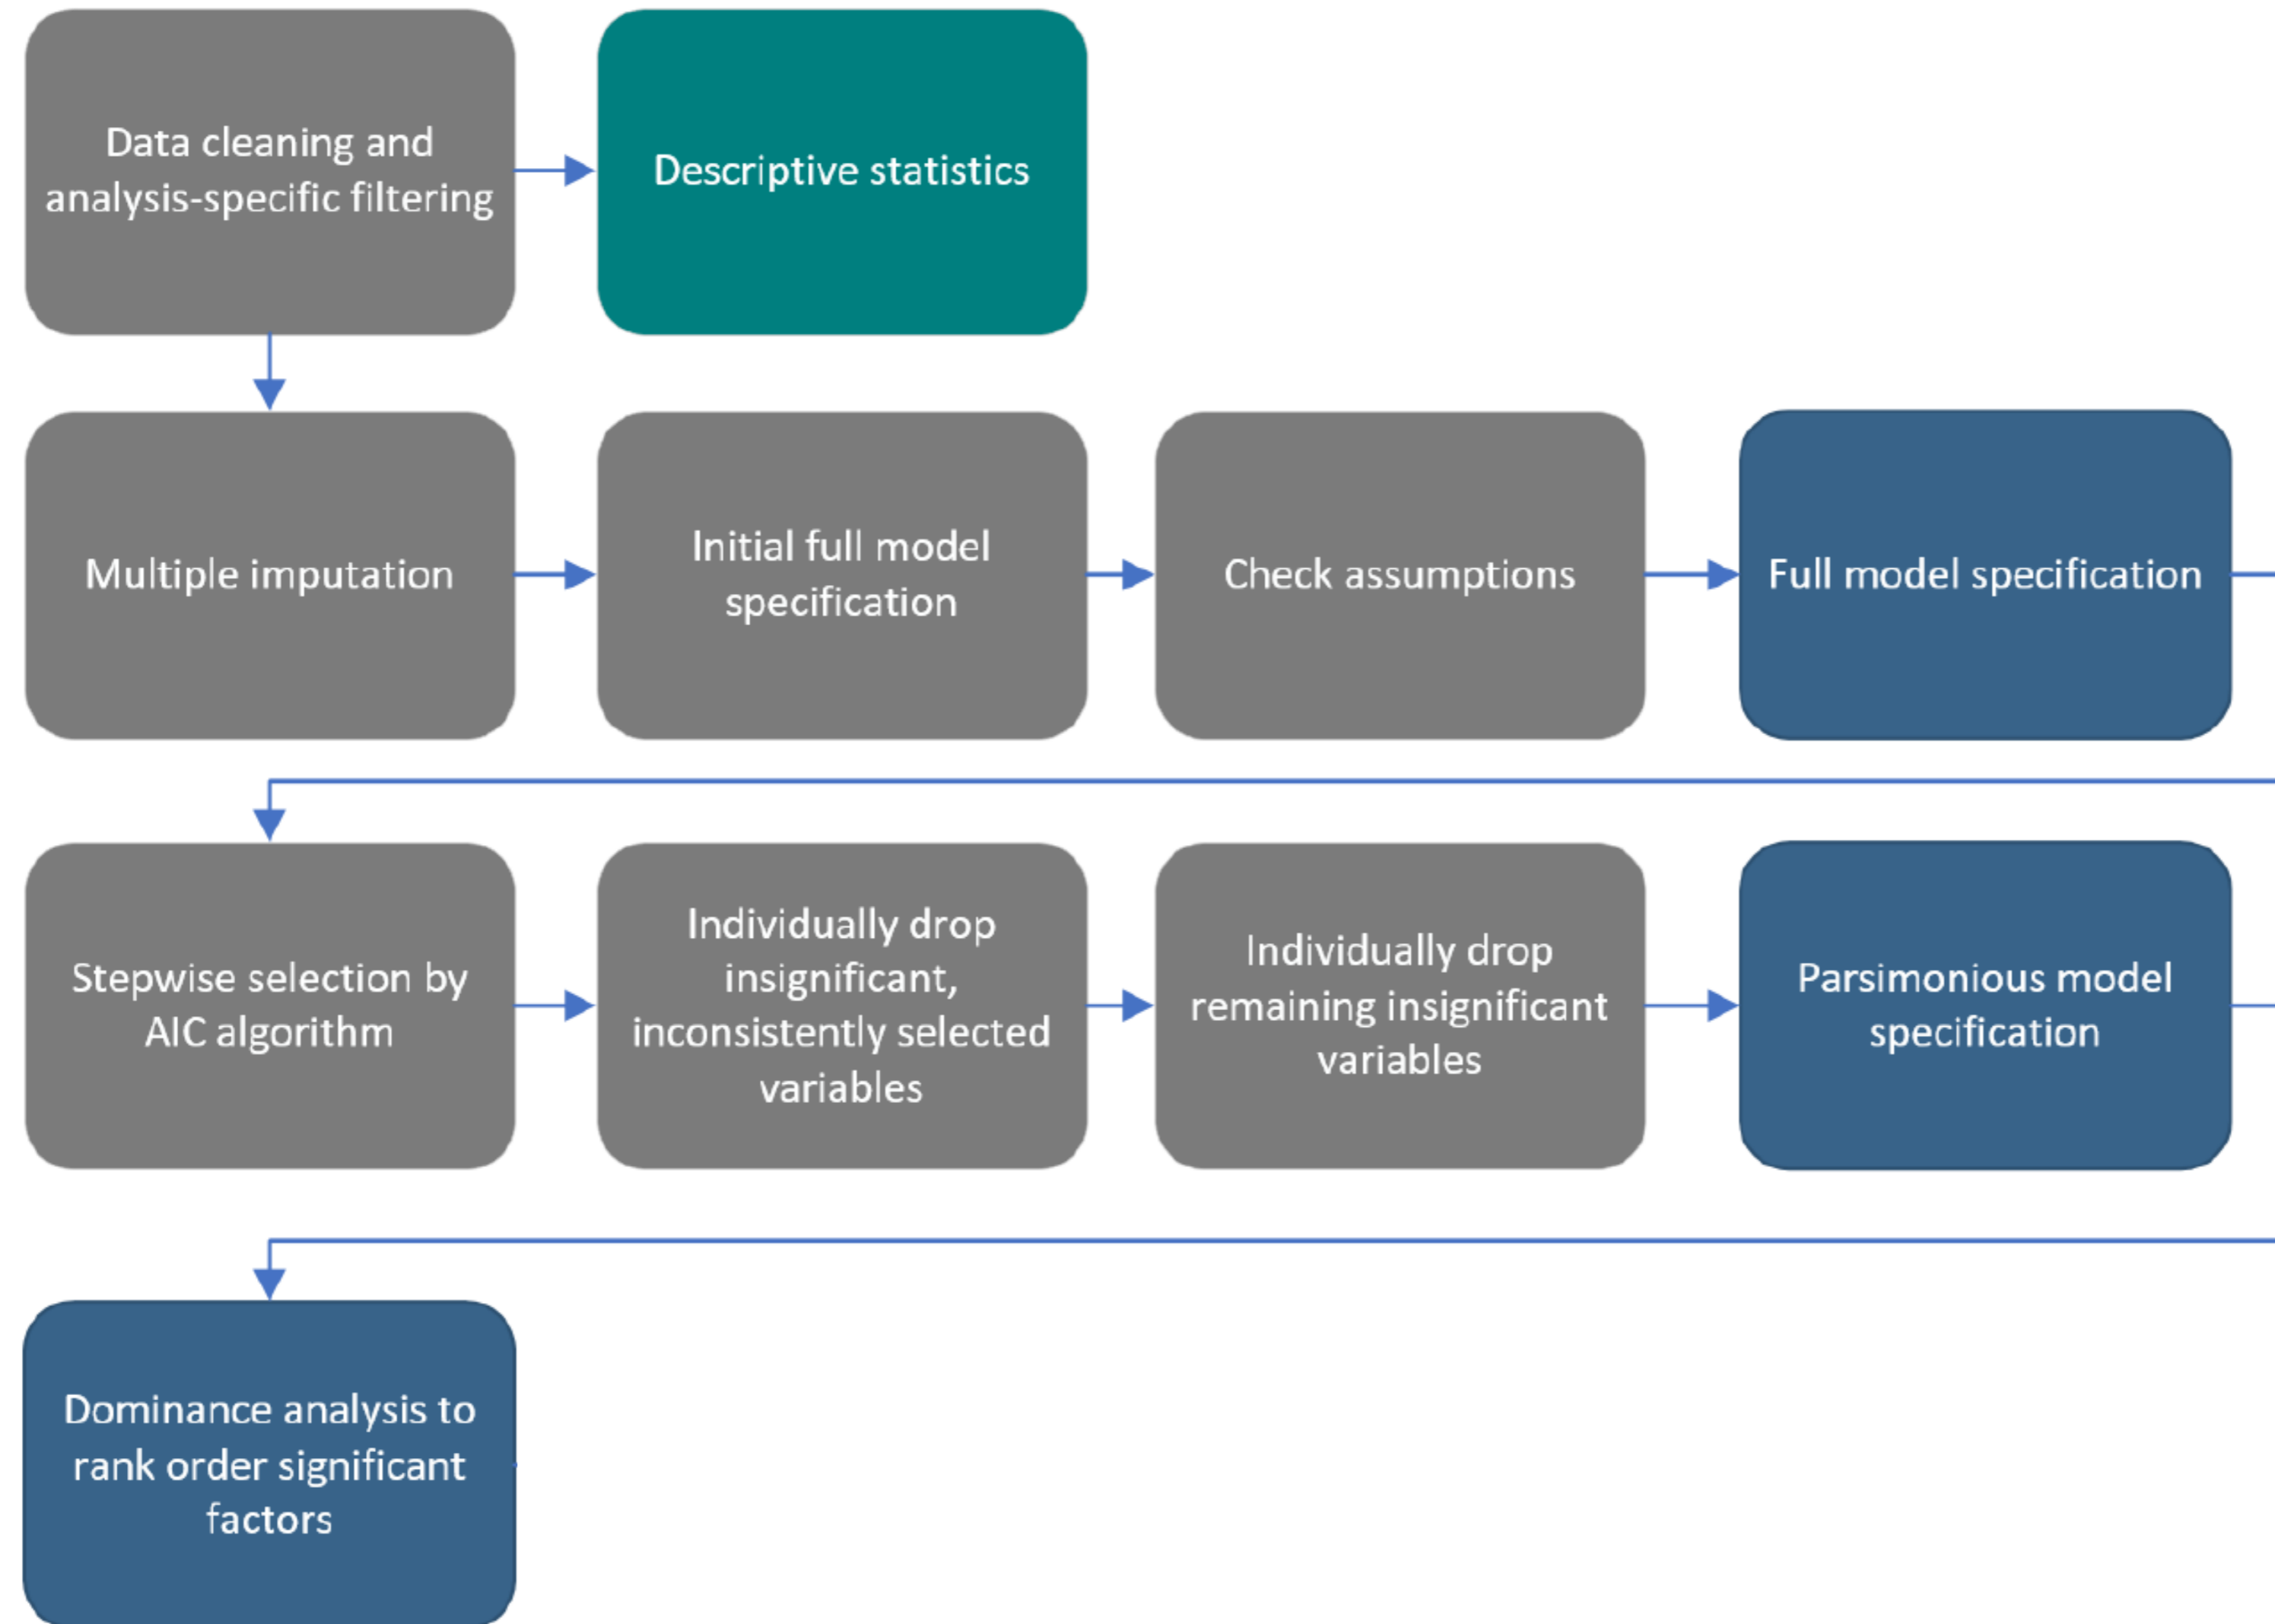 Data cleaning and
analysis-specific filtering
Descriptive statistics
Multiple imputation
Initial full model
specification
Check assumptions
Full model specification
Stepwise selection by
AIC algorithm
Individually drop
insignificant,
inconsistently selected
variables
Individually drop
remaining insignificant
variables
Parsimonious model
specification
Dominance analysis to
rank order significant
factors